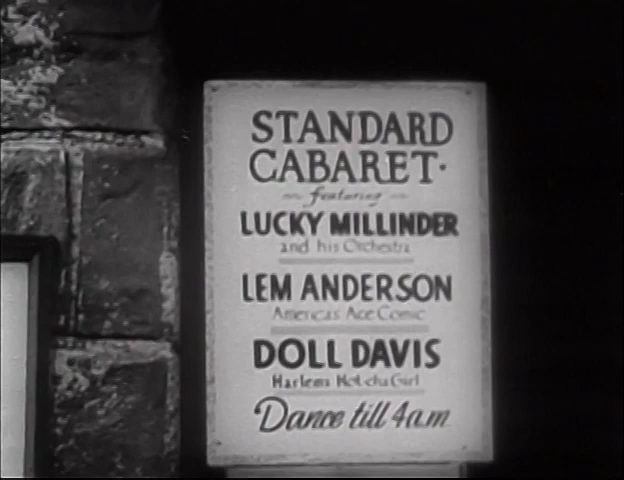 STANDARD
CABARET·
featuring
LUCKY MILLINDER
and his Orchestra
LEM ANDERSON
America's Ace Comic
DOLL DAVIS
Harlem's Hot-cha Girl
Dance till 4 a.m.